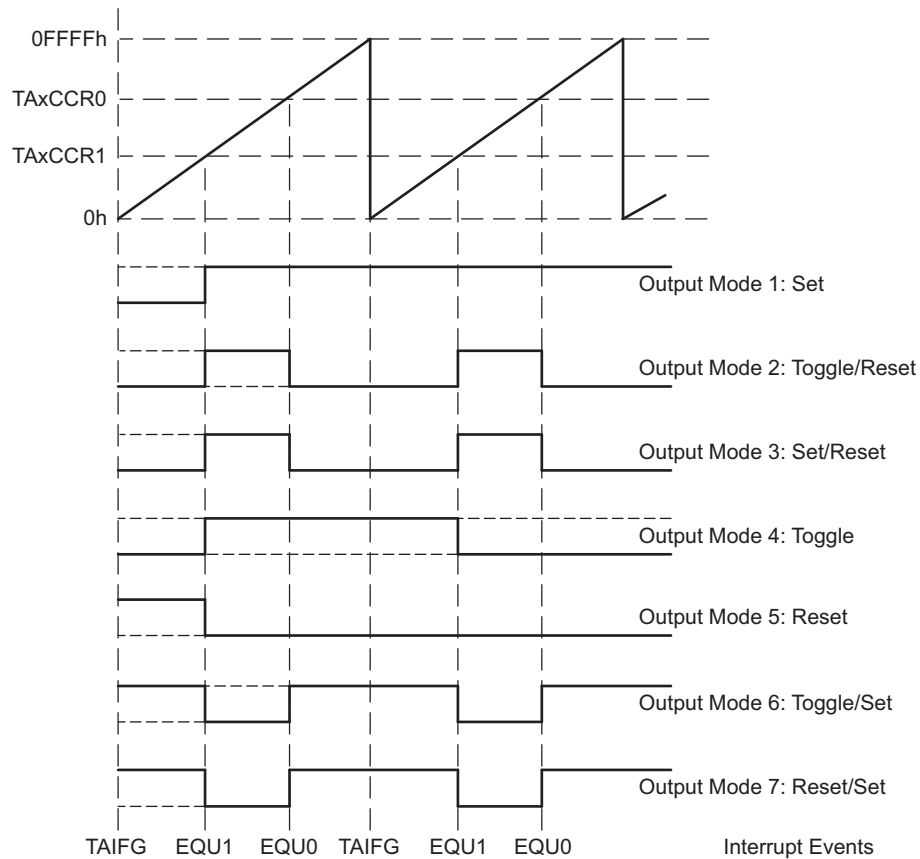 0FFFFh
TAxCCR0
TAxCCR1
0h
Output Mode 1: Set
Output Mode 2: Toggle/Reset
Output Mode 3: Set/Reset
Output Mode 4: Toggle
Output Mode 5: Reset
Output Mode 6: Toggle/Set
Output Mode 7: Reset/Set
TAIFG EQU1 EQU0 TAIFG EQU1 EQU0 Interrupt Events